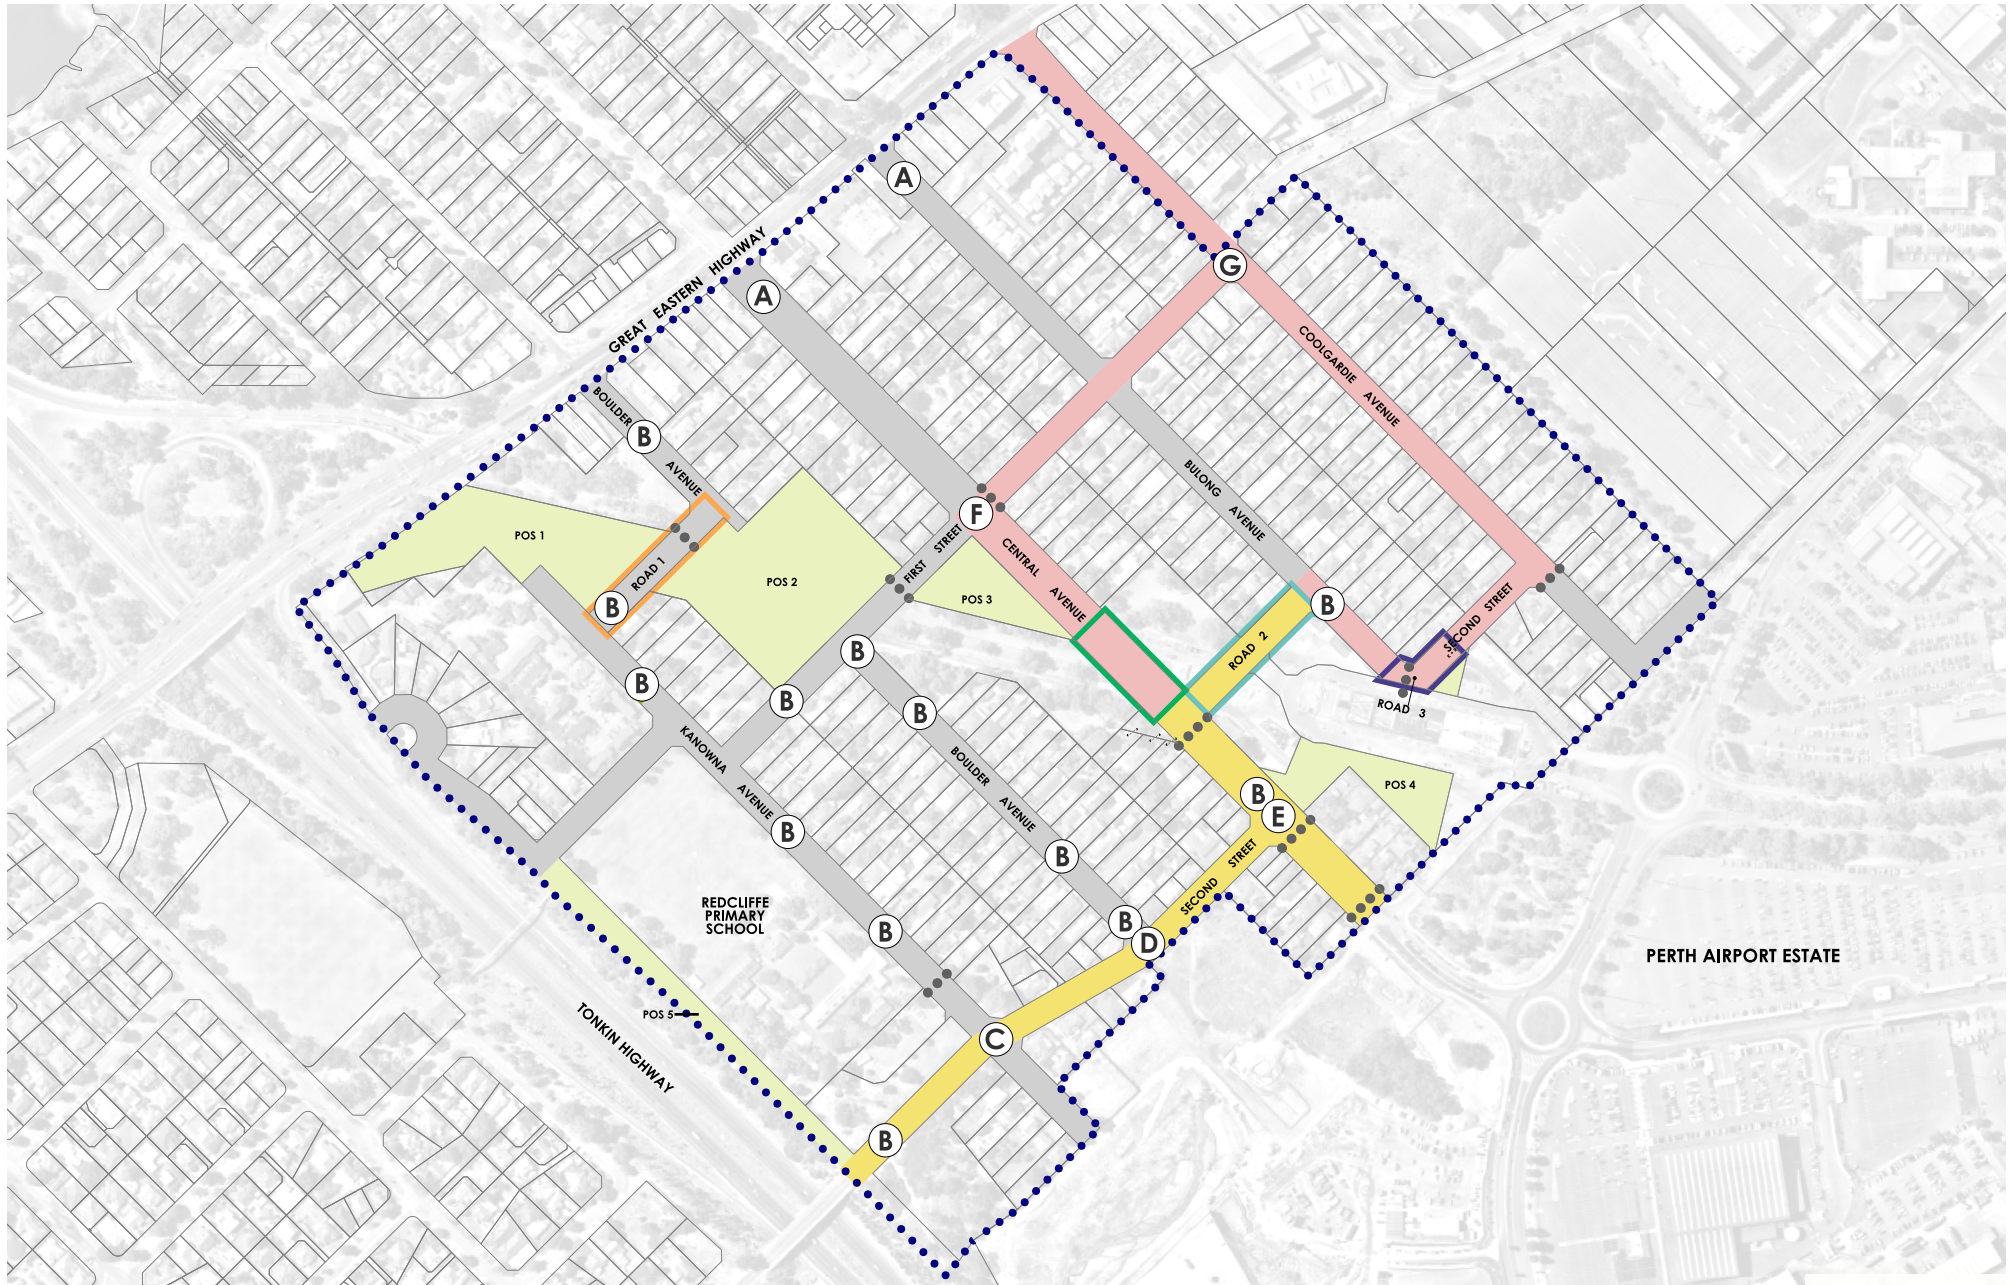 A
GREAT EASTERN HIGHWAY
A
G
COOLGARDIE AVENUE
BOULDER AVENUE
B
BULONG AVENUE
F
FIRST STREET
CENTRAL AVENUE
POS 1
ROAD 1
B
POS 2
POS 3
B
SECOND STREET
ROAD 2
ROAD 3
B
B
B
B
KANOWNA AVENUE
BOULDER AVENUE
POS 4
B
E
B
B
SECOND STREET
REDCLIFFE
PRIMARY
SCHOOL
B
B
D
PERTH AIRPORT ESTATE
POS 5
TONKIN HIGHWAY
C
B